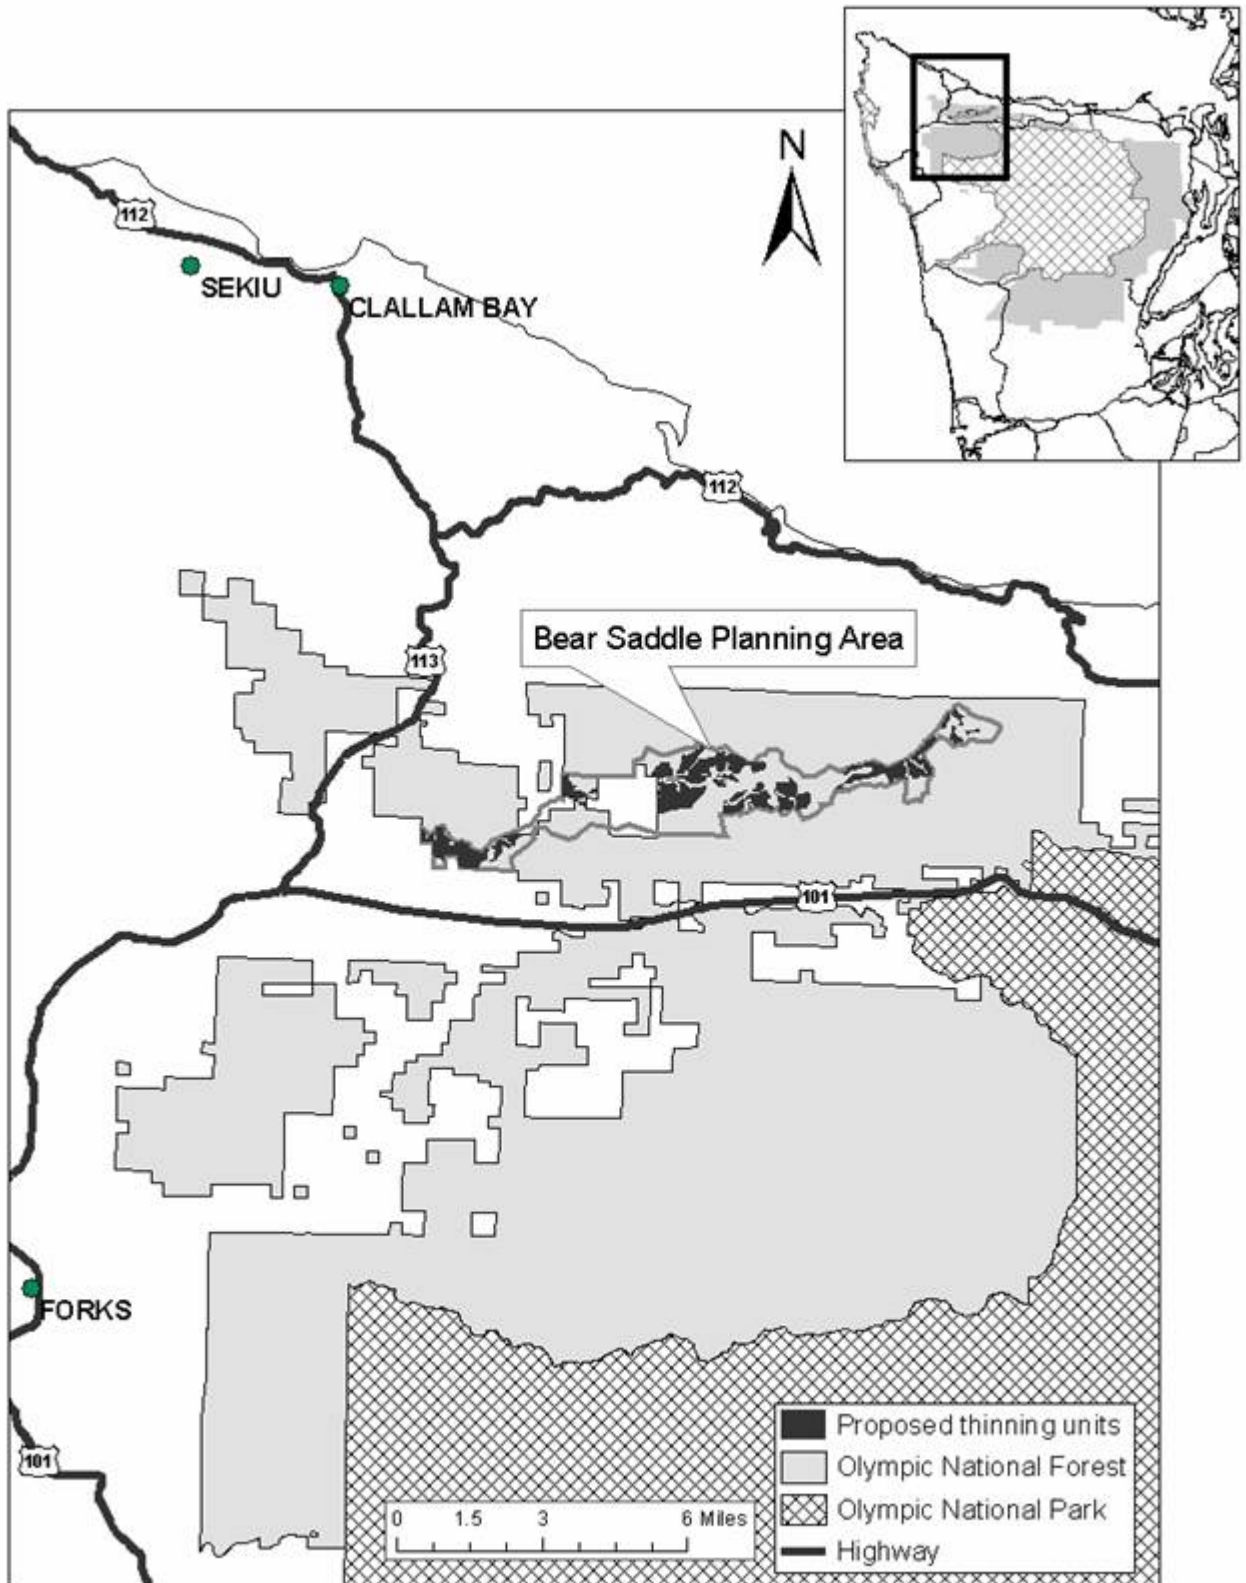 N
112
SEKIU
CLALLAM BAY
112
Bear Saddle Planning Area
113
101
FORKS
101
Proposed thinning units
Olympic National Forest
Olympic National Park
Highway
0 1.5 3 6 Miles